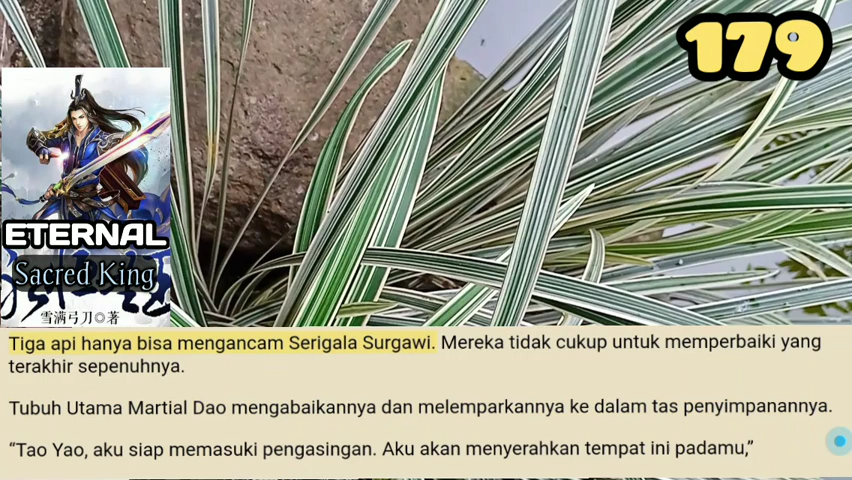 179
ETERNAL
Sacred King
雪满弓刀◎著
Tiga api hanya bisa mengancam Serigala Surgawi. Mereka tidak cukup untuk memperbaiki yang
terakhir sepenuhnya.
Tubuh Utama Martial Dao mengabaikannya dan melemparkannya ke dalam tas penyimpanannya.
“Tao Yao, aku siap memasuki pengasingan. Aku akan menyerahkan tempat ini padamu,”